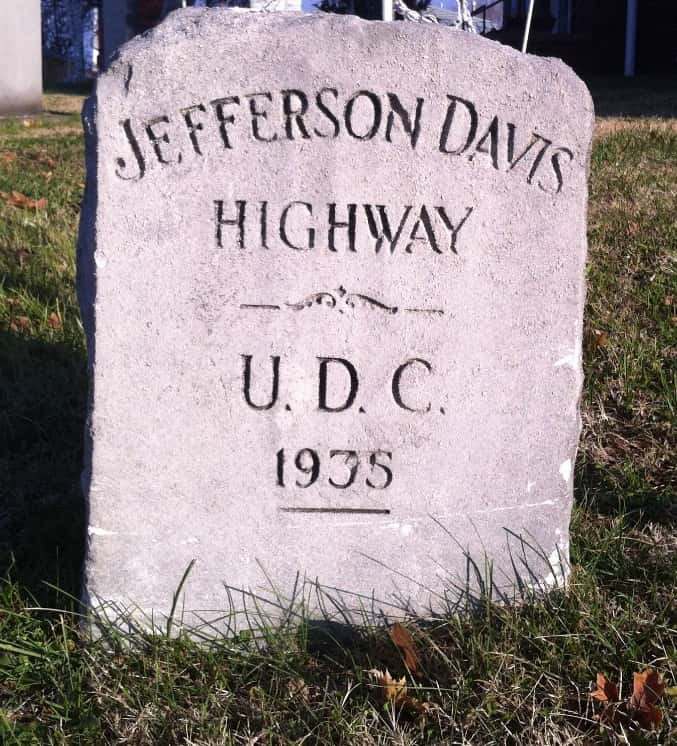 JEFFERSON DAVIS
HIGHWAY
U. D. C.
1935